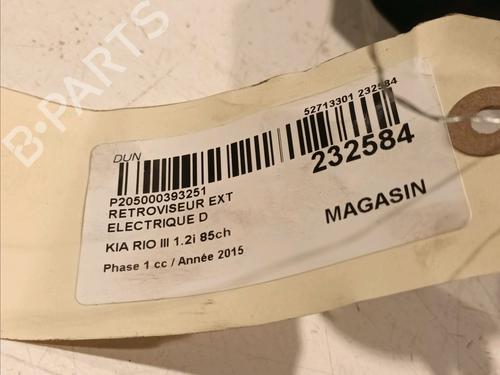 B-PARTS
52713301 232584
DUN
232584
P205000393251
RETROVISEUR EXT
ELECTRIQUE D
MAGASIN
KIA RIO III 1.2i 85ch
Phase 1 cc / Année 2015